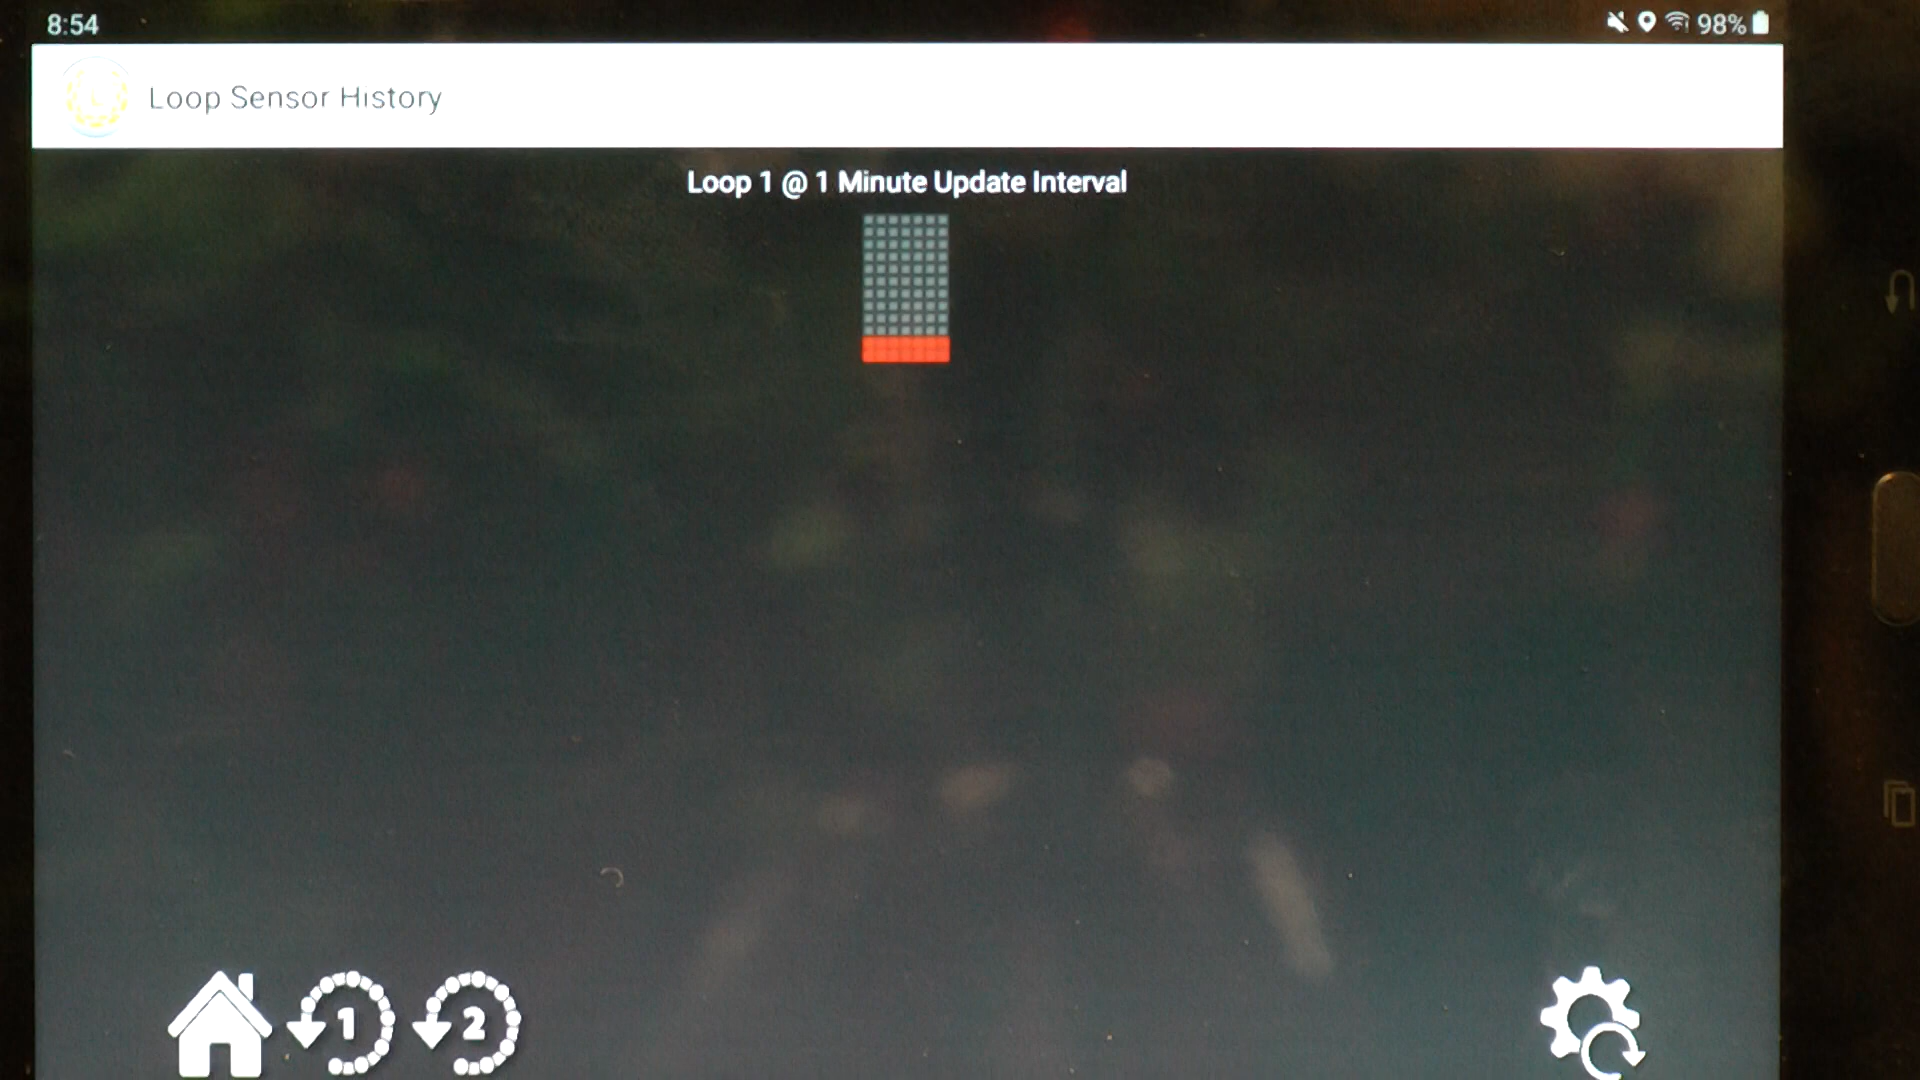 8:54
98%
Loop Sensor History
Loop 1 @ 1 Minute Update Interval
1
2